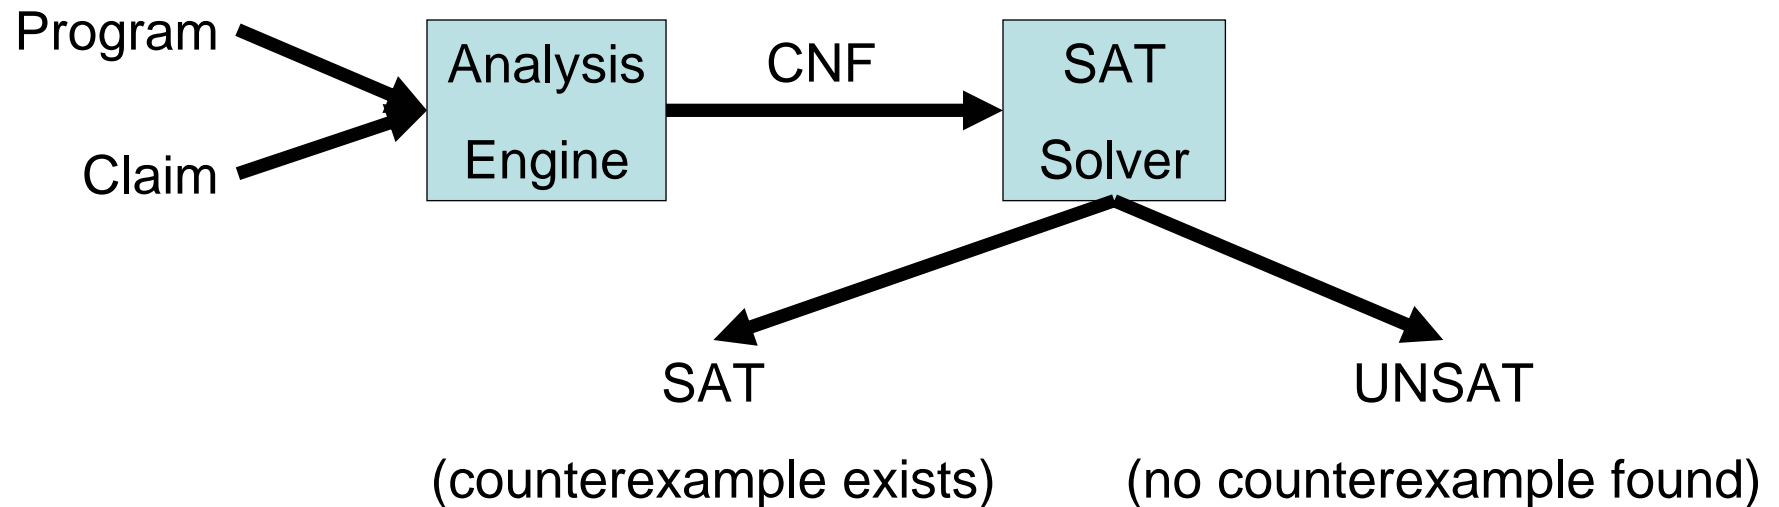 Program
Claim
Analysis
Engine
CNF
SAT
Solver
SAT
(counterexample exists)
UNSAT
(no counterexample found)